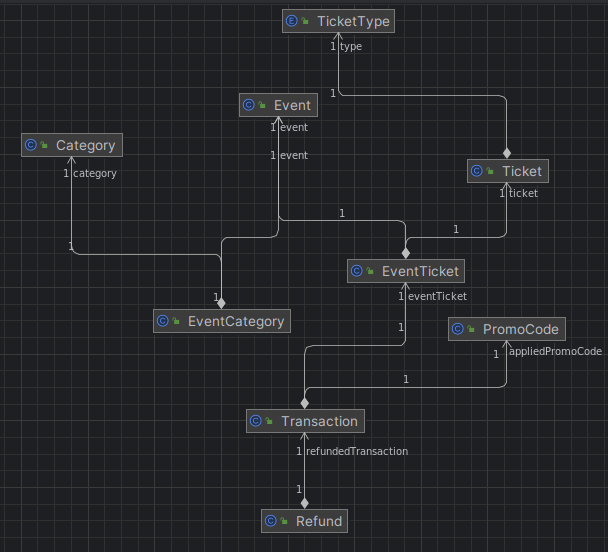 E TicketType
1 type
1
C Event
1 event
C Category
1 event
C Ticket
1 category
1 ticket
1
1
1
C EventTicket
1
1 eventTicket
C EventCategory
1
C PromoCode
1 appliedPromoCode
1
C Transaction
1 refundedTransaction
1
C Refund